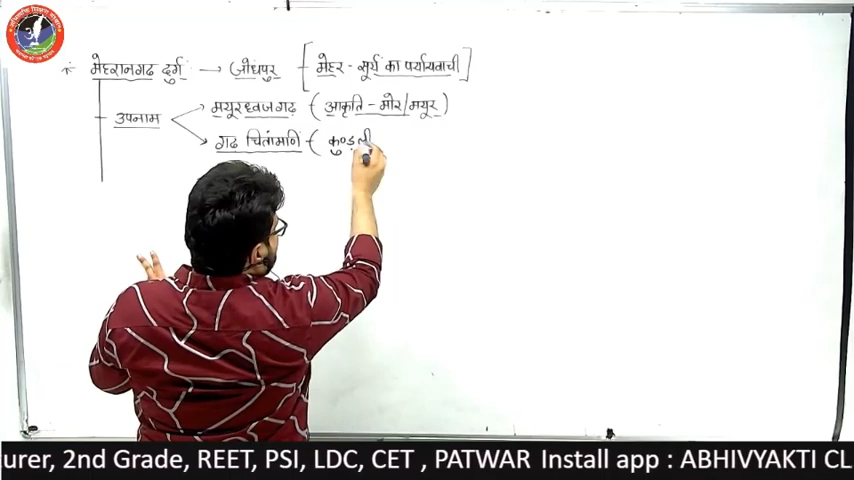 * मेहरानगढ दुर्ग → जोधपुर - [मेहर - सूर्य का पर्यायवाची]
उपनाम → मयूरध्वजगढ़ (आकृति - मोर/मयूर)
→ गढ चिंतामणि - (कुण्डली
urer, 2nd Grade, REET, PSI, LDC, CET , PATWAR Install app : ABHIVYAKTI CL